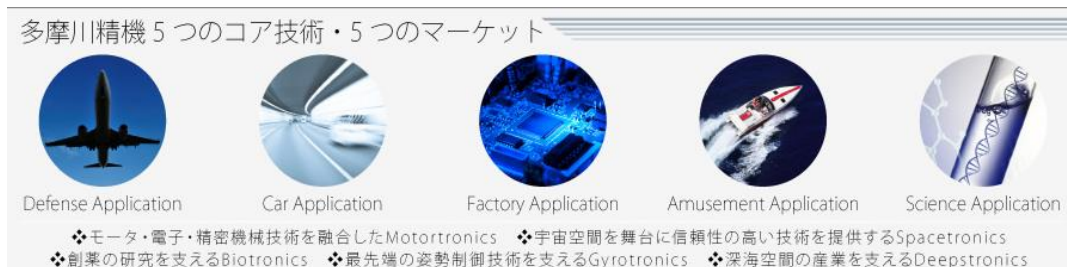 多摩川精機5つのコア技術・5つのマーケット
Defense Application
Car Application
Factory Application
Amusement Application
Science Application
❖モータ・電子・精密機械技術を融合したMotortronics ❖宇宙空間を舞台に信頼性の高い技術を提供するSpacetronics
❖創薬の研究を支えるBiotronics ❖最先端の姿勢制御技術を支えるGyrotronics ❖深海空間の産業を支えるDeepstronics